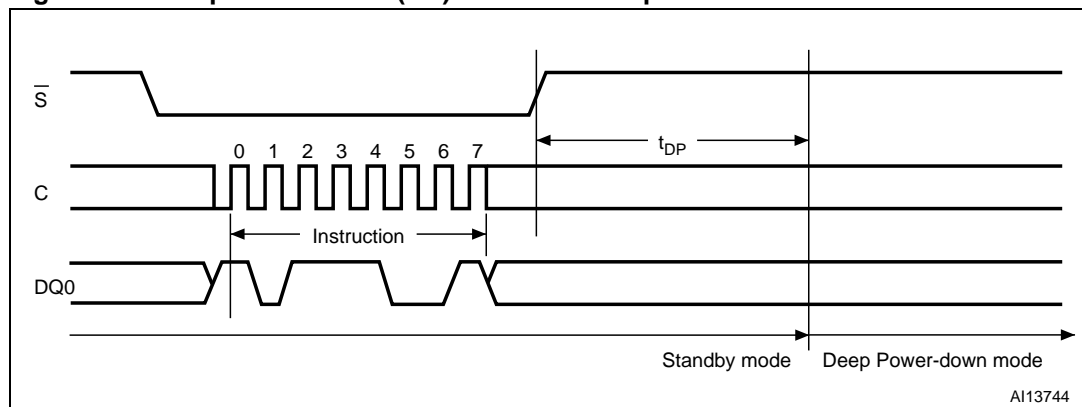 S̅
0 1 2 3 4 5 6 7
tDP
C
Instruction
DQ0
Standby mode Deep Power-down mode
AI13744